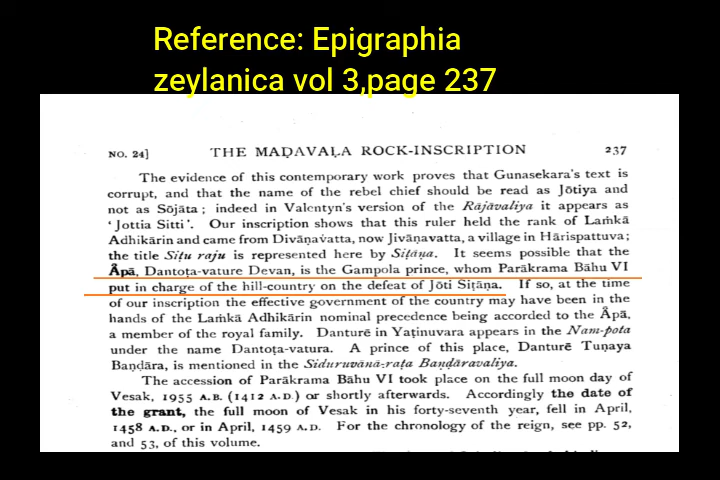 Reference: Epigraphia
zeylanica vol 3,page 237
NO. 24] THE MAḌAVAḶA ROCK-INSCRIPTION 237
The evidence of this contemporary work proves that Gunasekara's text is
corrupt, and that the name of the rebel chief should be read as Jōtiya and
not as Sōjāta; indeed in Valentyn's version of the Rājāvaliya it appears as
'Jottia Sitti'. Our inscription shows that this ruler held the rank of Laṁkā
Adhikārin and came from Divāṇavatta, now Jivāṇavatta, a village in Hārispattuva;
the title Siṭu raju is represented here by Siṭāṇa. It seems possible that the
Âpā, Dantoṭa-vature Devan, is the Gampola prince, whom Parākrama Bāhu VI
put in charge of the hill-country on the defeat of Jōti Siṭāṇa. If so, at the time
of our inscription the effective government of the country may have been in the
hands of the Laṁkā Adhikārin nominal precedence being accorded to the Âpā,
a member of the royal family. Danturē in Yaṭinuvara appears in the Nam-pota
under the name Dantoṭa-vatura. A prince of this place, Danturē Tuṇaya
Baṇḍāra, is mentioned in the Siduruvānā-raṭa Baṇḍāravaliya.
The accession of Parākrama Bāhu VI took place on the full moon day of
Vesak, 1955 A.B. (1412 A.D.) or shortly afterwards. Accordingly the date of
the grant, the full moon of Vesak in his forty-seventh year, fell in April,
1458 A.D., or in April, 1459 A.D. For the chronology of the reign, see pp. 52,
and 53, of this volume.